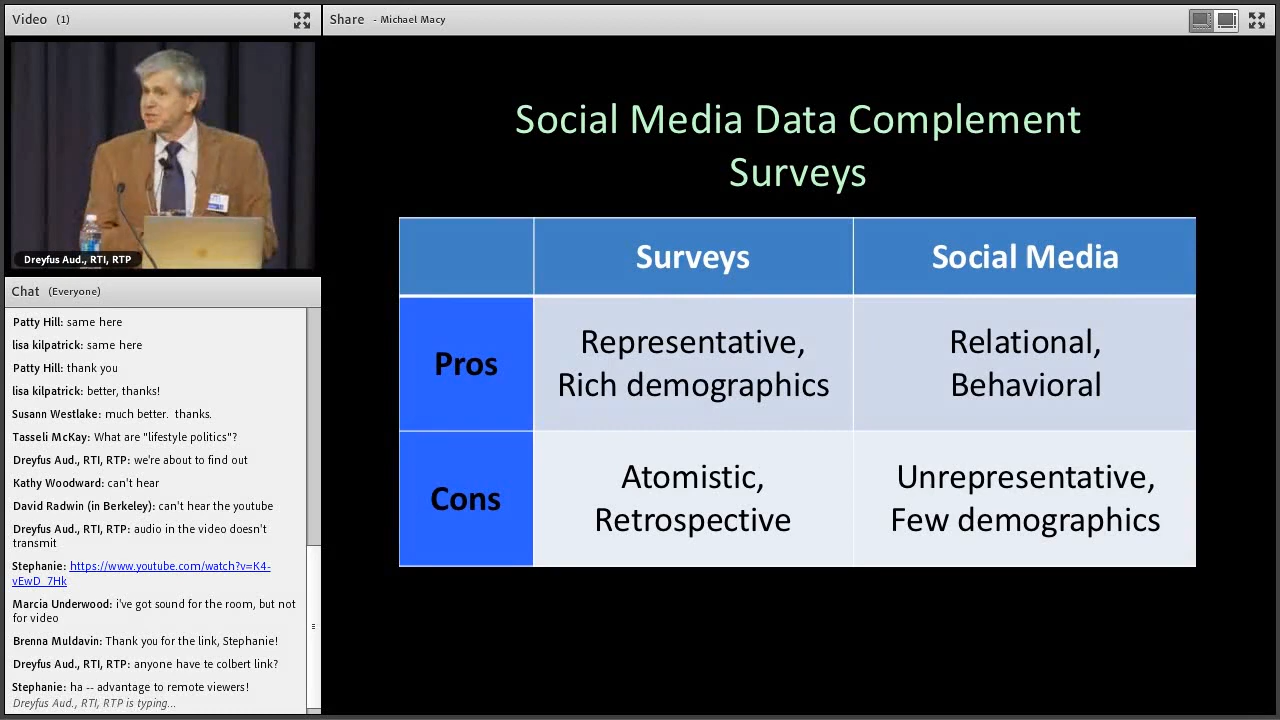 Video (1)
Share - Michael Macy
Dreyfus Aud., RTI, RTP
Chat (Everyone)
Patty Hill: same here
lisa kilpatrick: same here
Patty Hill: thank you
lisa kilpatrick: better, thanks!
Susann Westlake: much better. thanks.
Tasseli McKay: What are "lifestyle politics"?
Dreyfus Aud., RTI, RTP: we're about to find out
Kathy Woodward: can't hear
David Radwin (in Berkeley): can't hear the youtube
Dreyfus Aud., RTI, RTP: audio in the video doesn't
transmit
Stephanie: https://www.youtube.com/watch?v=K4-
vEwD_7Hk
Marcia Underwood: i've got sound for the room, but not
for video
Brenna Muldavin: Thank you for the link, Stephanie!
Dreyfus Aud., RTI, RTP: anyone have te colbert link?
Stephanie: ha -- advantage to remote viewers!
Dreyfus Aud., RTI, RTP is typing...
Social Media Data Complement
Surveys
Surveys
Social Media
Pros
Representative,
Rich demographics
Relational,
Behavioral
Cons
Atomistic,
Retrospective
Unrepresentative,
Few demographics